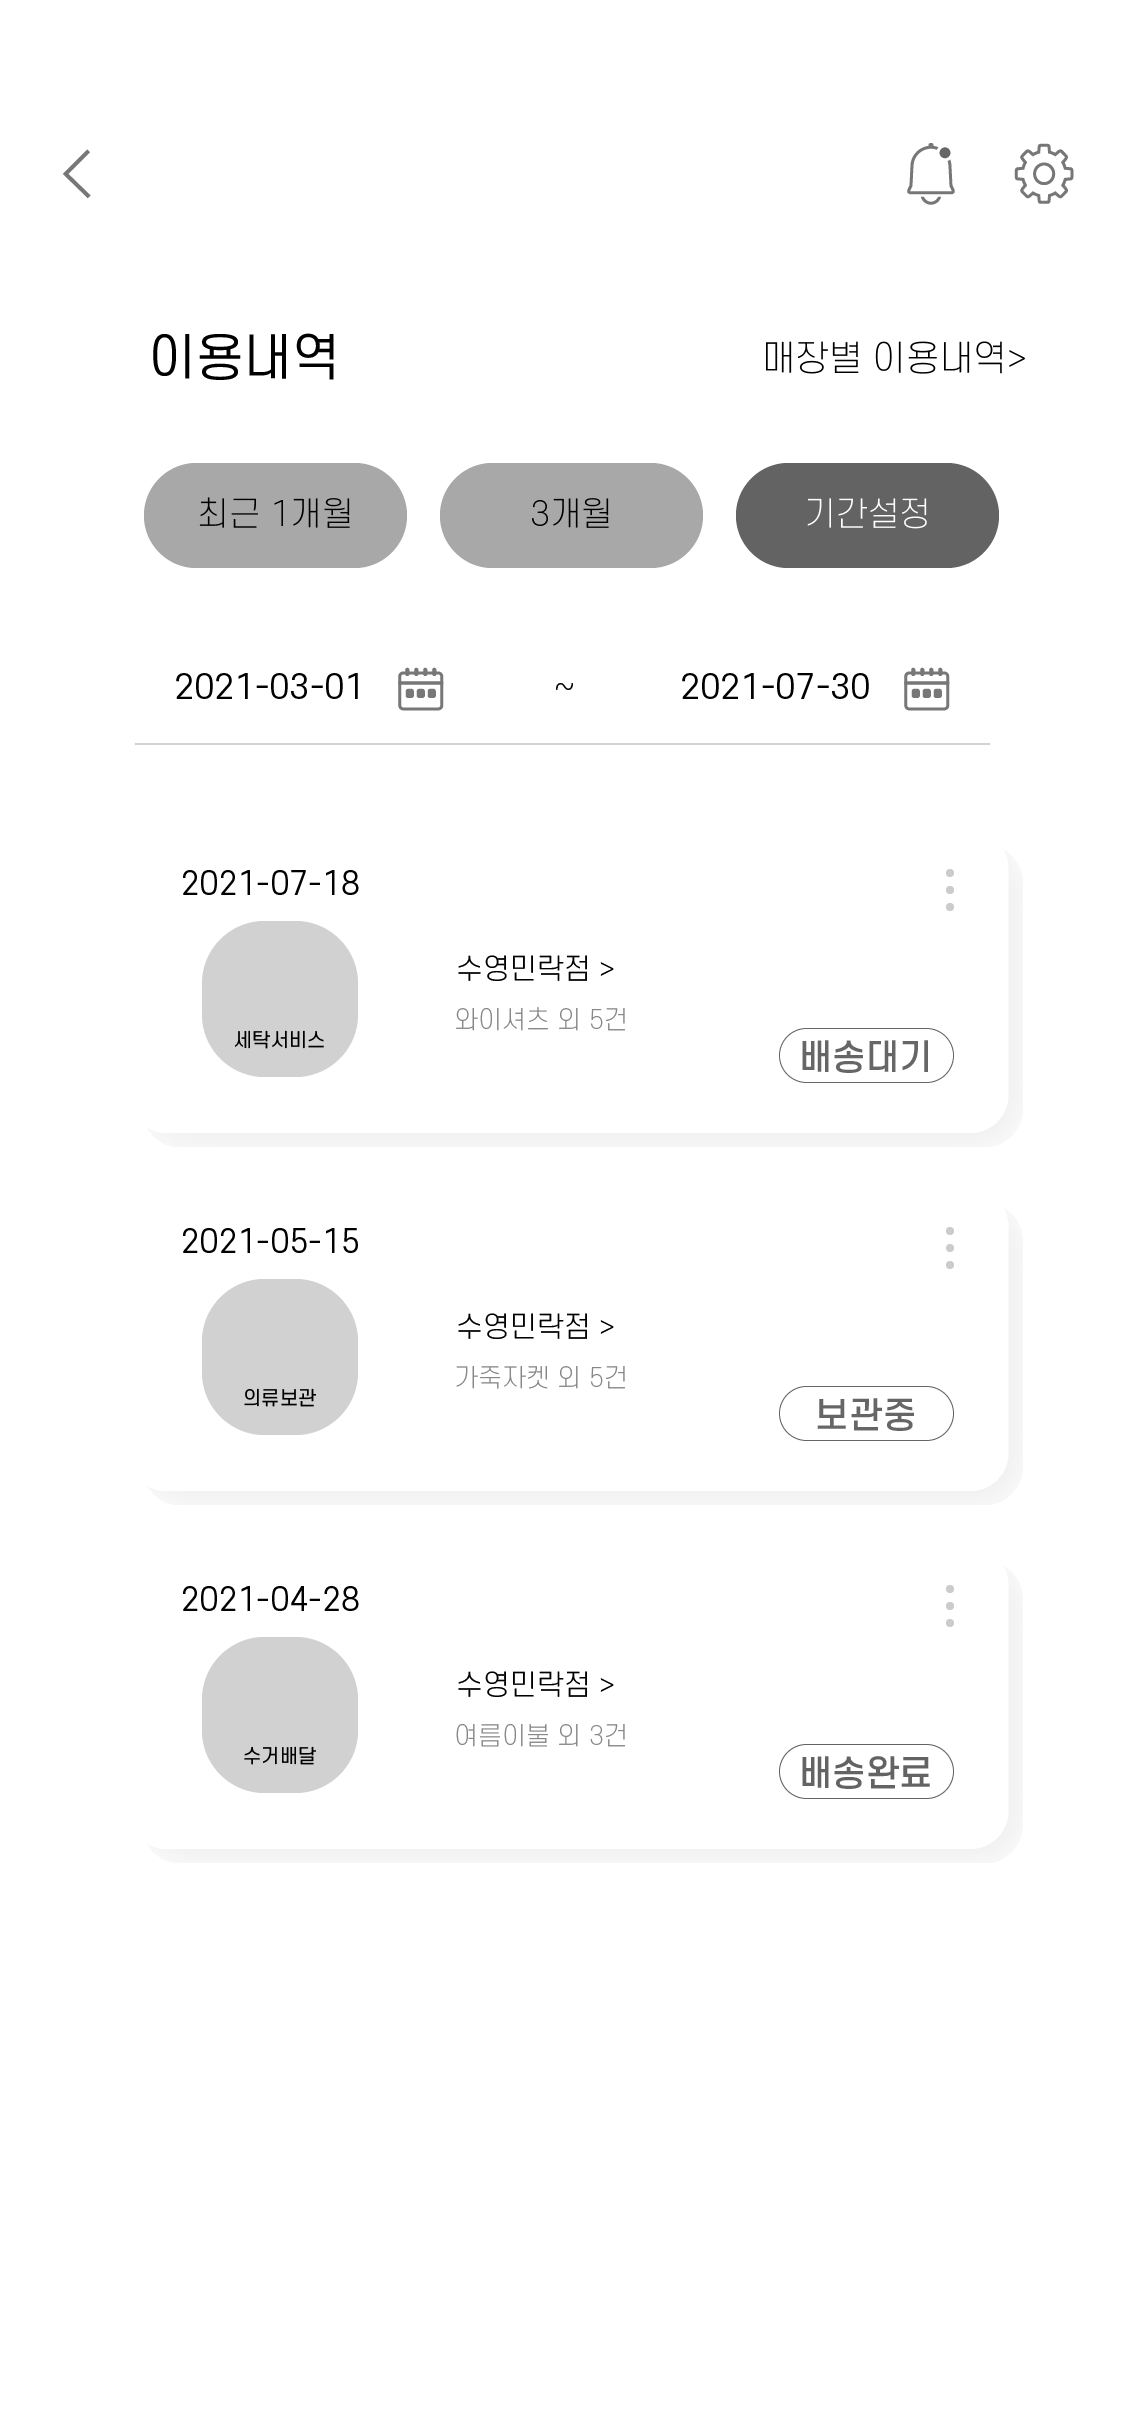 이용내역
매장별 이용내역>
최근 1개월
3개월
기간설정
2021-03-01 ~ 2021-07-30
2021-07-18
세탁서비스
수영민락점 >
와이셔츠 외 5건
배송대기
2021-05-15
의류보관
수영민락점 >
가죽자켓 외 5건
보관중
2021-04-28
수거배달
수영민락점 >
여름이불 외 3건
배송완료